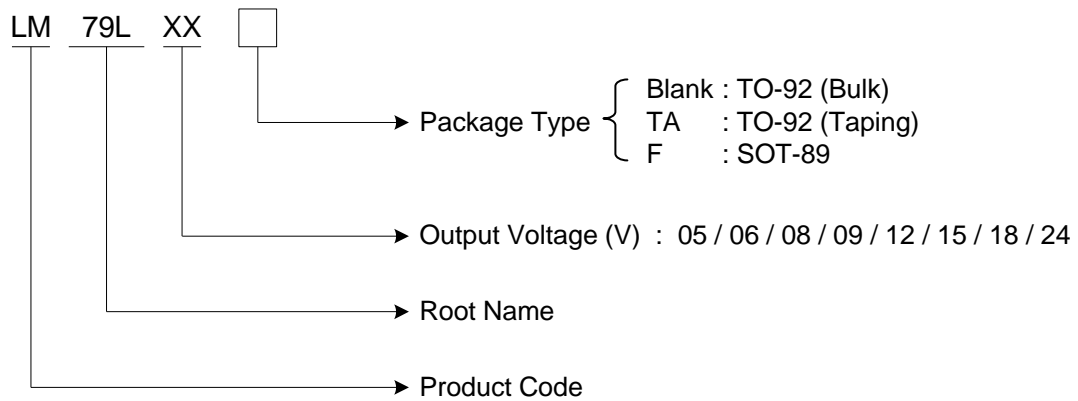 LM 79L XX
Blank : TO-92 (Bulk)
Package Type TA : TO-92 (Taping)
F : SOT-89
Output Voltage (V) : 05 / 06 / 08 / 09 / 12 / 15 / 18 / 24
Root Name
Product Code